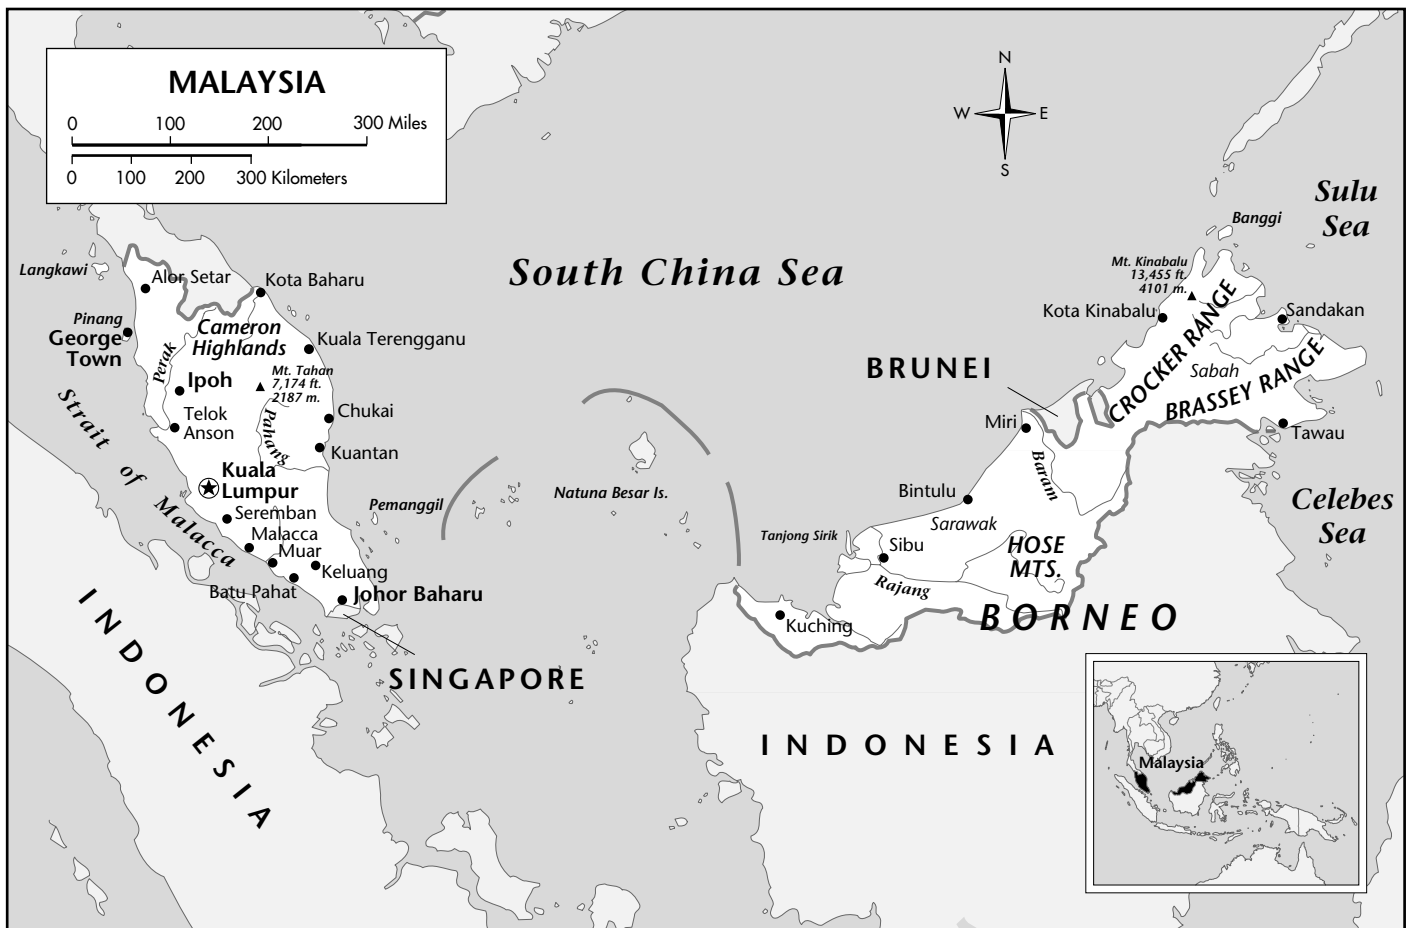 MALAYSIA
0 100 200 300 Miles
0 100 200 300 Kilometers
N
W E
S
Sulu
Sea
Banggi
Langkawi
Alor Setar
Kota Baharu
South China Sea
Mt. Kinabalu
13,455 ft.
4101 m.
Kota Kinabalu
Sandakan
CROCKER RANGE
Pinang
George
Town
Cameron
Highlands
Kuala Terengganu
Perak
Ipoh
Mt. Tahan
7,174 ft.
2187 m.
BRUNEI
Sabah
BRASSEY RANGE
Telok
Anson
Chukai
Pahang
Kuantan
Miri
Tawau
Strait of Malacca
Kuala
Lumpur
Baram
Bintulu
Natuna Besar Is.
Pemanggil
Celebes
Sea
Seremban
Malacca
Muar
Keluang
Batu Pahat
Johor Baharu
Tanjong Sirik
Sarawak
Sibu
HOSE
MTS.
Rajang
Kuching
BORNEO
SINGAPORE
INDONESIA
INDONESIA
Malaysia